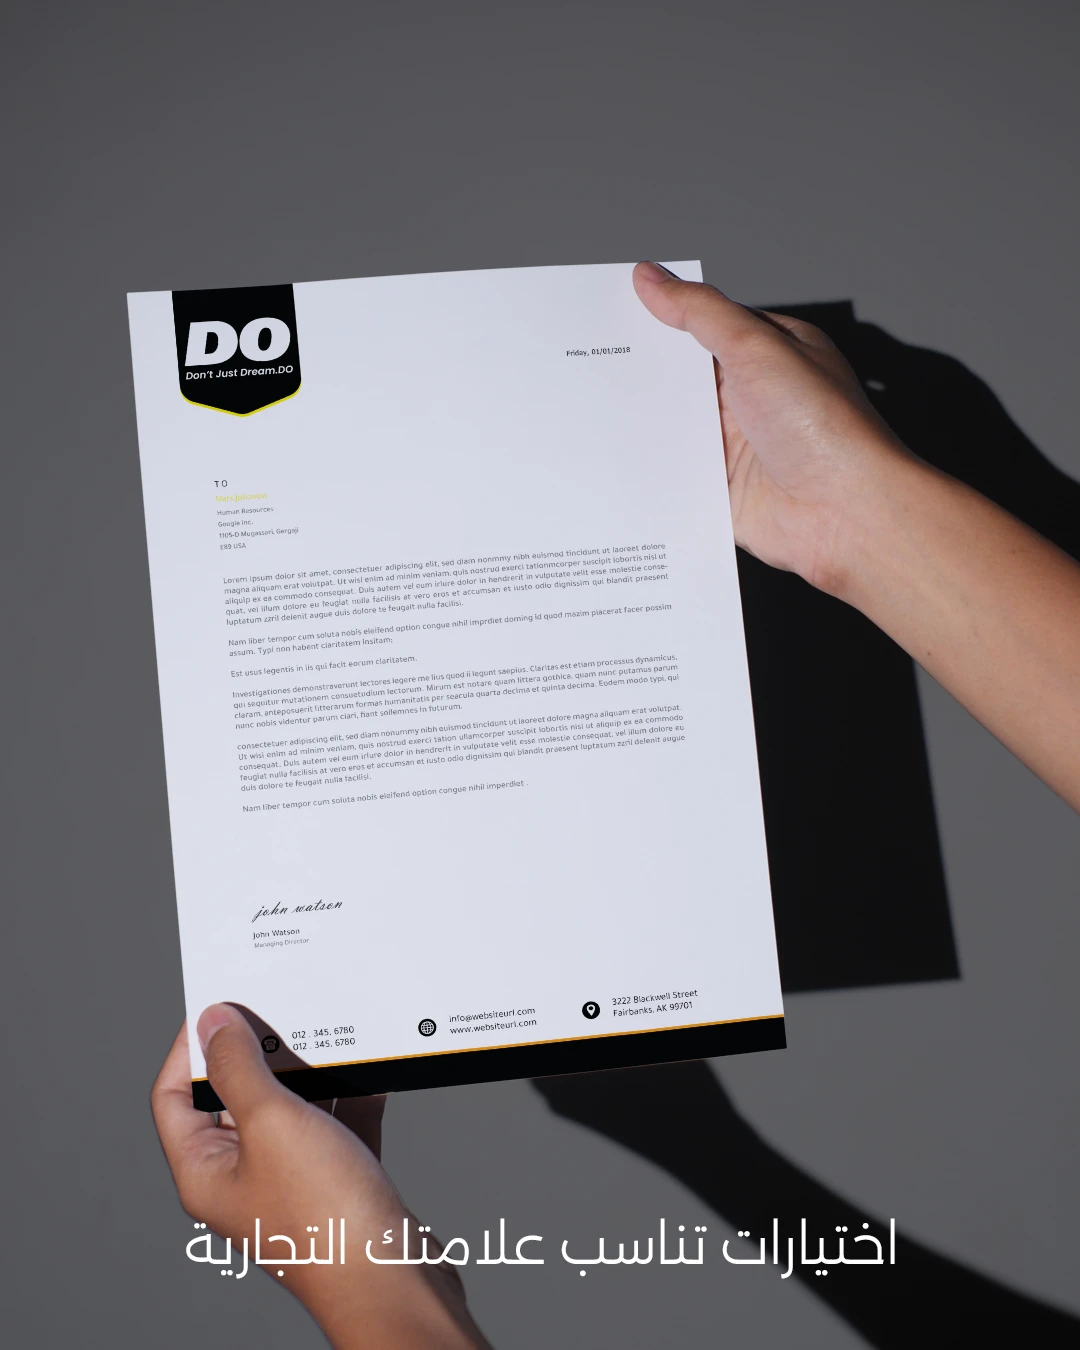 DO
Don't Just Dream.DO
Friday, 01/01/2018
TO
Human Resources
Google Inc.
1105-D Mugassari, Gergaji
E89 USA
Lorem ipsum dolor sit amet, consectetuer adipiscing elit, sed diam nonmmy nibh euismod tincidunt ut laoreet dolore
magna aliquam erat volutpat. Ut wisi enim ad minim veniam, quis nostrud exerci tationmcorper suscipit lobortis nisl ut
aliquip ex ea commodo consequat. Duis autem vel eum iriure dolor in hendrerit in vulputate velit esse molestie conse-
quat, vel illum dolore eu feugiat nulla facilisis at vero eros et accumsan et iusto odio dignissim qui blandit praesent
luptatum zzril delenit augue duis dolore te feugait nulla facilisi.
Nam liber tempor cum soluta nobis eleifend option congue nihil imprdiet doming id quod mazim placerat facer possim
assum. Typi non habent claritatem insitam;
Est usus legentis in iis qui facit eorum claritatem.
Investigationes demonstraverunt lectores legere me lius quod ii legunt saepius. Claritas est etiam processus dynamicus,
qui sequitur mutationem consuetudium lectorum. Mirum est notare quam littera gothica, quam nunc putamus parum
claram, anteposuerit litterarum formas humanitatis per seacula quarta decima et quinta decima. Eodem modo typi, qui
nunc nobis videntur parum clari, fiant sollemnes in futurum.
consectetuer adipiscing elit, sed diam nonummy nibh euismod tincidunt ut laoreet dolore magna aliquam erat volutpat.
Ut wisi enim ad minim veniam, quis nostrud exerci tation ullamcorper suscipit lobortis nisl ut aliquip ex ea commodo
consequat. Duis autem vel eum iriure dolor in hendrerit in vulputate velit esse molestie consequat, vel illum dolore eu
feugiat nulla facilisis at vero eros et accumsan et iusto odio dignissim qui blandit praesent luptatum zzril delenit augue
duis dolore te feugait nulla facilisi.
Nam liber tempor cum soluta nobis eleifend option congue nihil imperdiet .
john watson
John Watson
Managing Director
012 . 345. 6780
012 . 345. 6780
info@websiteurl.com
www.websiteurl.com
3222 Blackwell Street
Fairbanks, AK 99701
اختيارات تناسب علامتك التجارية